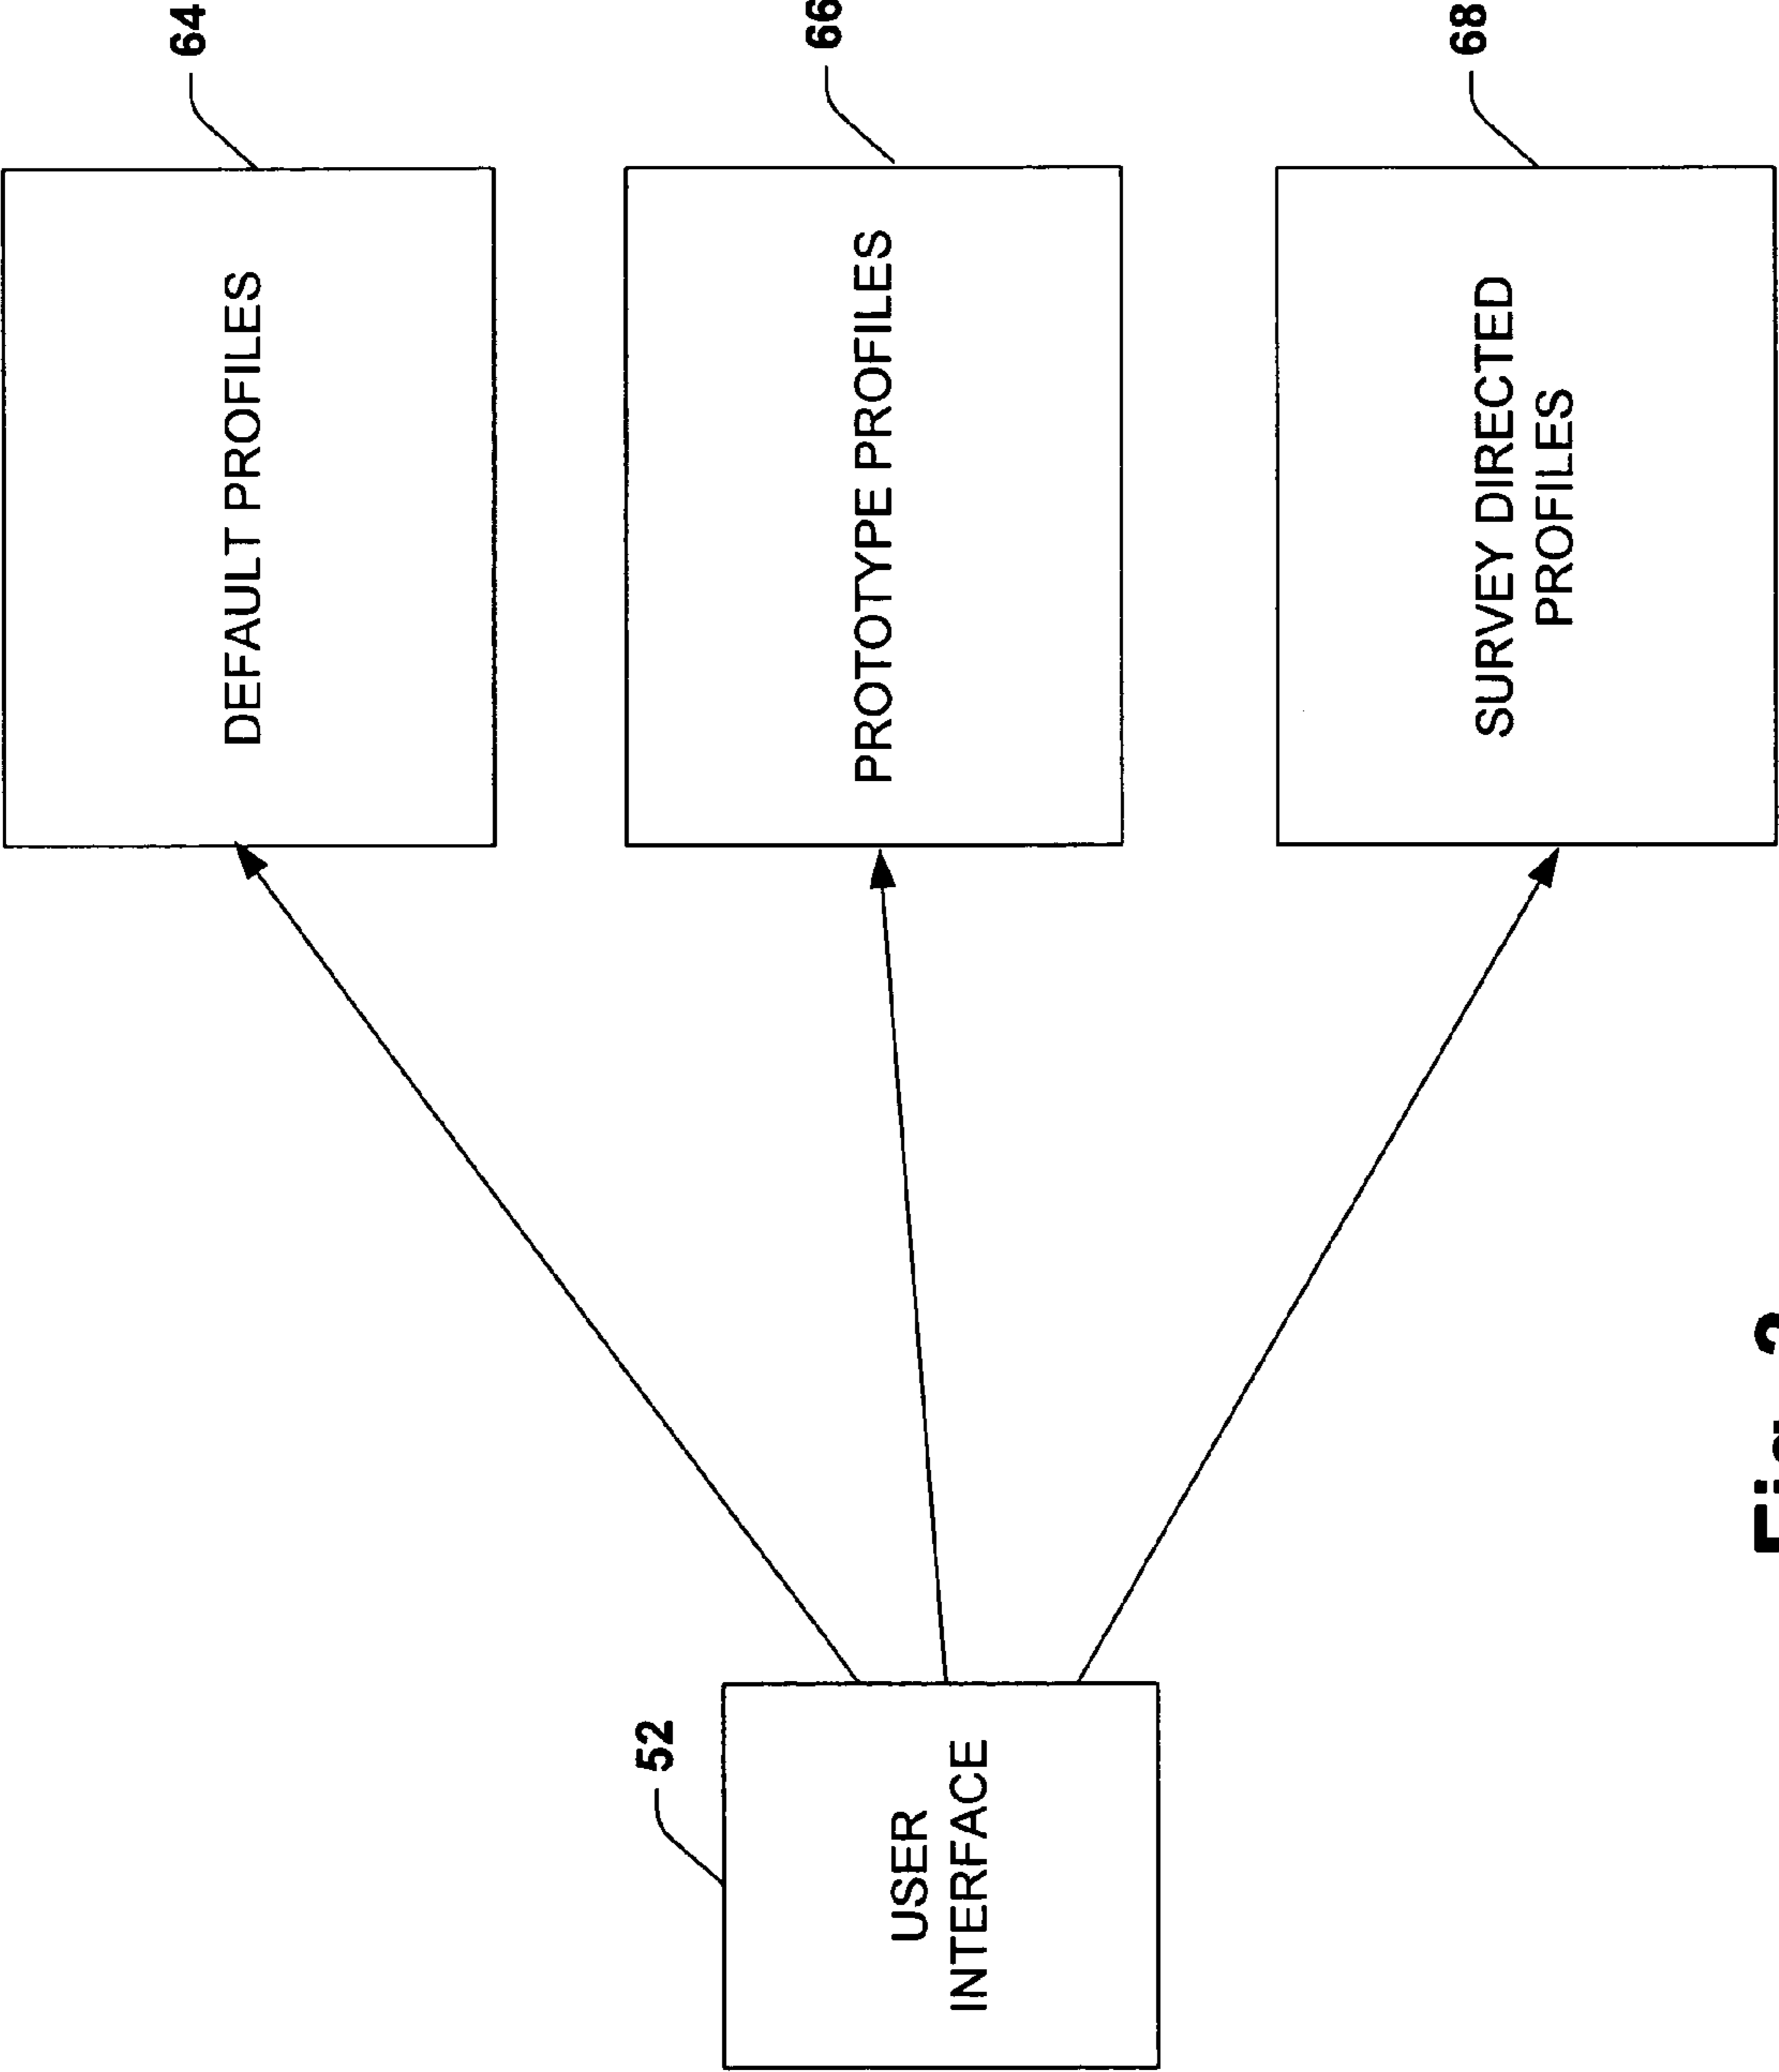 64
DEFAULT PROFILES
52
USER
INTERFACE
66
PROTOTYPE PROFILES
68
SURVEY DIRECTED
PROFILES